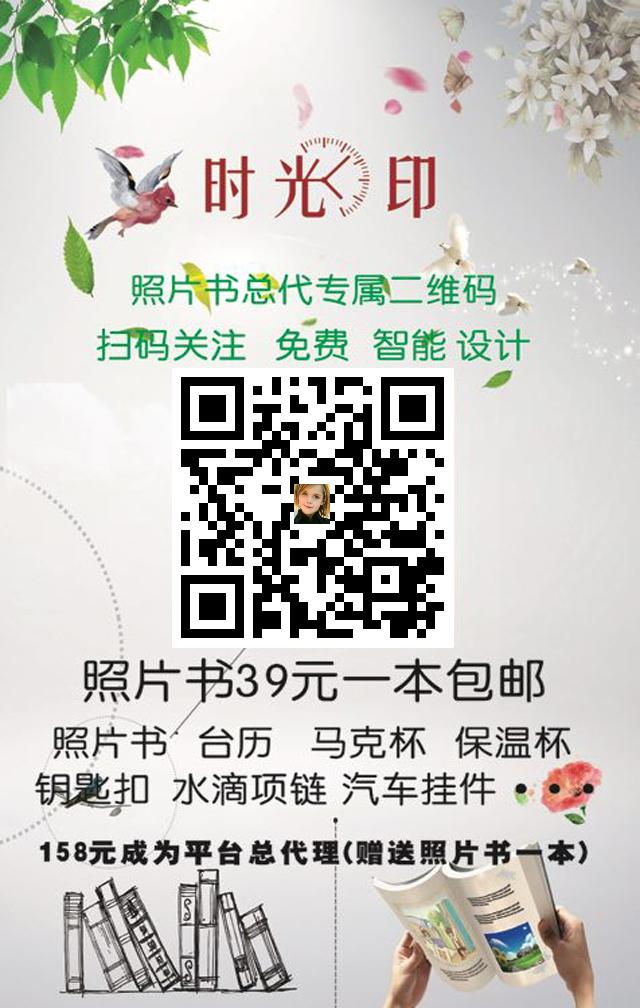 时光印
照片书总代专属二维码
扫码关注 免费 智能 设计
照片书39元一本包邮
照片书 台历 马克杯 保温杯
钥匙扣 水滴项链 汽车挂件
158元成为平台总代理(赠送照片书一本)